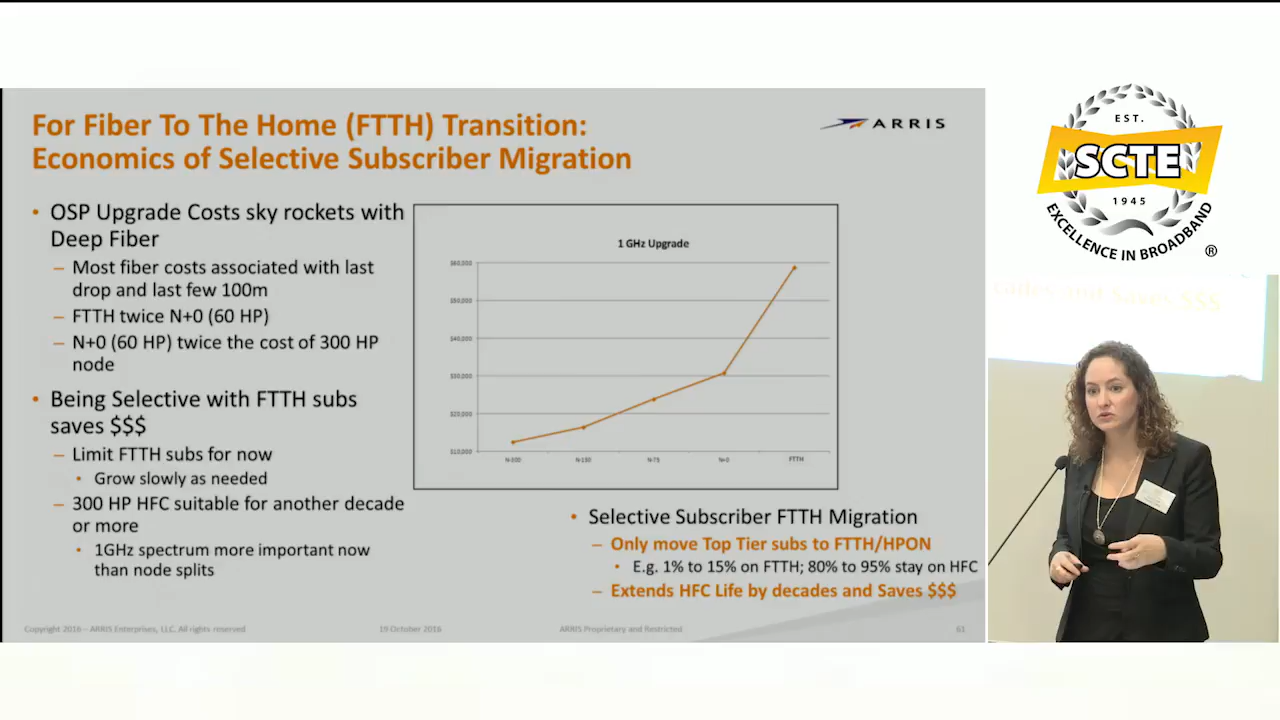 For Fiber To The Home (FTTH) Transition:
Economics of Selective Subscriber Migration
ARRIS
• OSP Upgrade Costs sky rockets with
Deep Fiber
– Most fiber costs associated with last
drop and last few 100m
– FTTH twice N+0 (60 HP)
– N+0 (60 HP) twice the cost of 300 HP
node
• Being Selective with FTTH subs
saves $$$
– Limit FTTH subs for now
• Grow slowly as needed
– 300 HP HFC suitable for another decade
or more
• 1GHz spectrum more important now
than node splits
1 GHz Upgrade
$60,000
$50,000
$40,000
$30,000
$20,000
$10,000
N-300
N-150
N-75
N+0
FTTH
• Selective Subscriber FTTH Migration
– Only move Top Tier subs to FTTH/HPON
• E.g. 1% to 15% on FTTH; 80% to 95% stay on HFC
– Extends HFC Life by decades and Saves $$$
Copyright 2016 – ARRIS Enterprises, LLC. All rights reserved
19 October 2016
ARRIS Proprietary and Restricted
61
EST.
SCTE
1945
EXCELLENCE IN BROADBAND
®
cades and Saves $$$